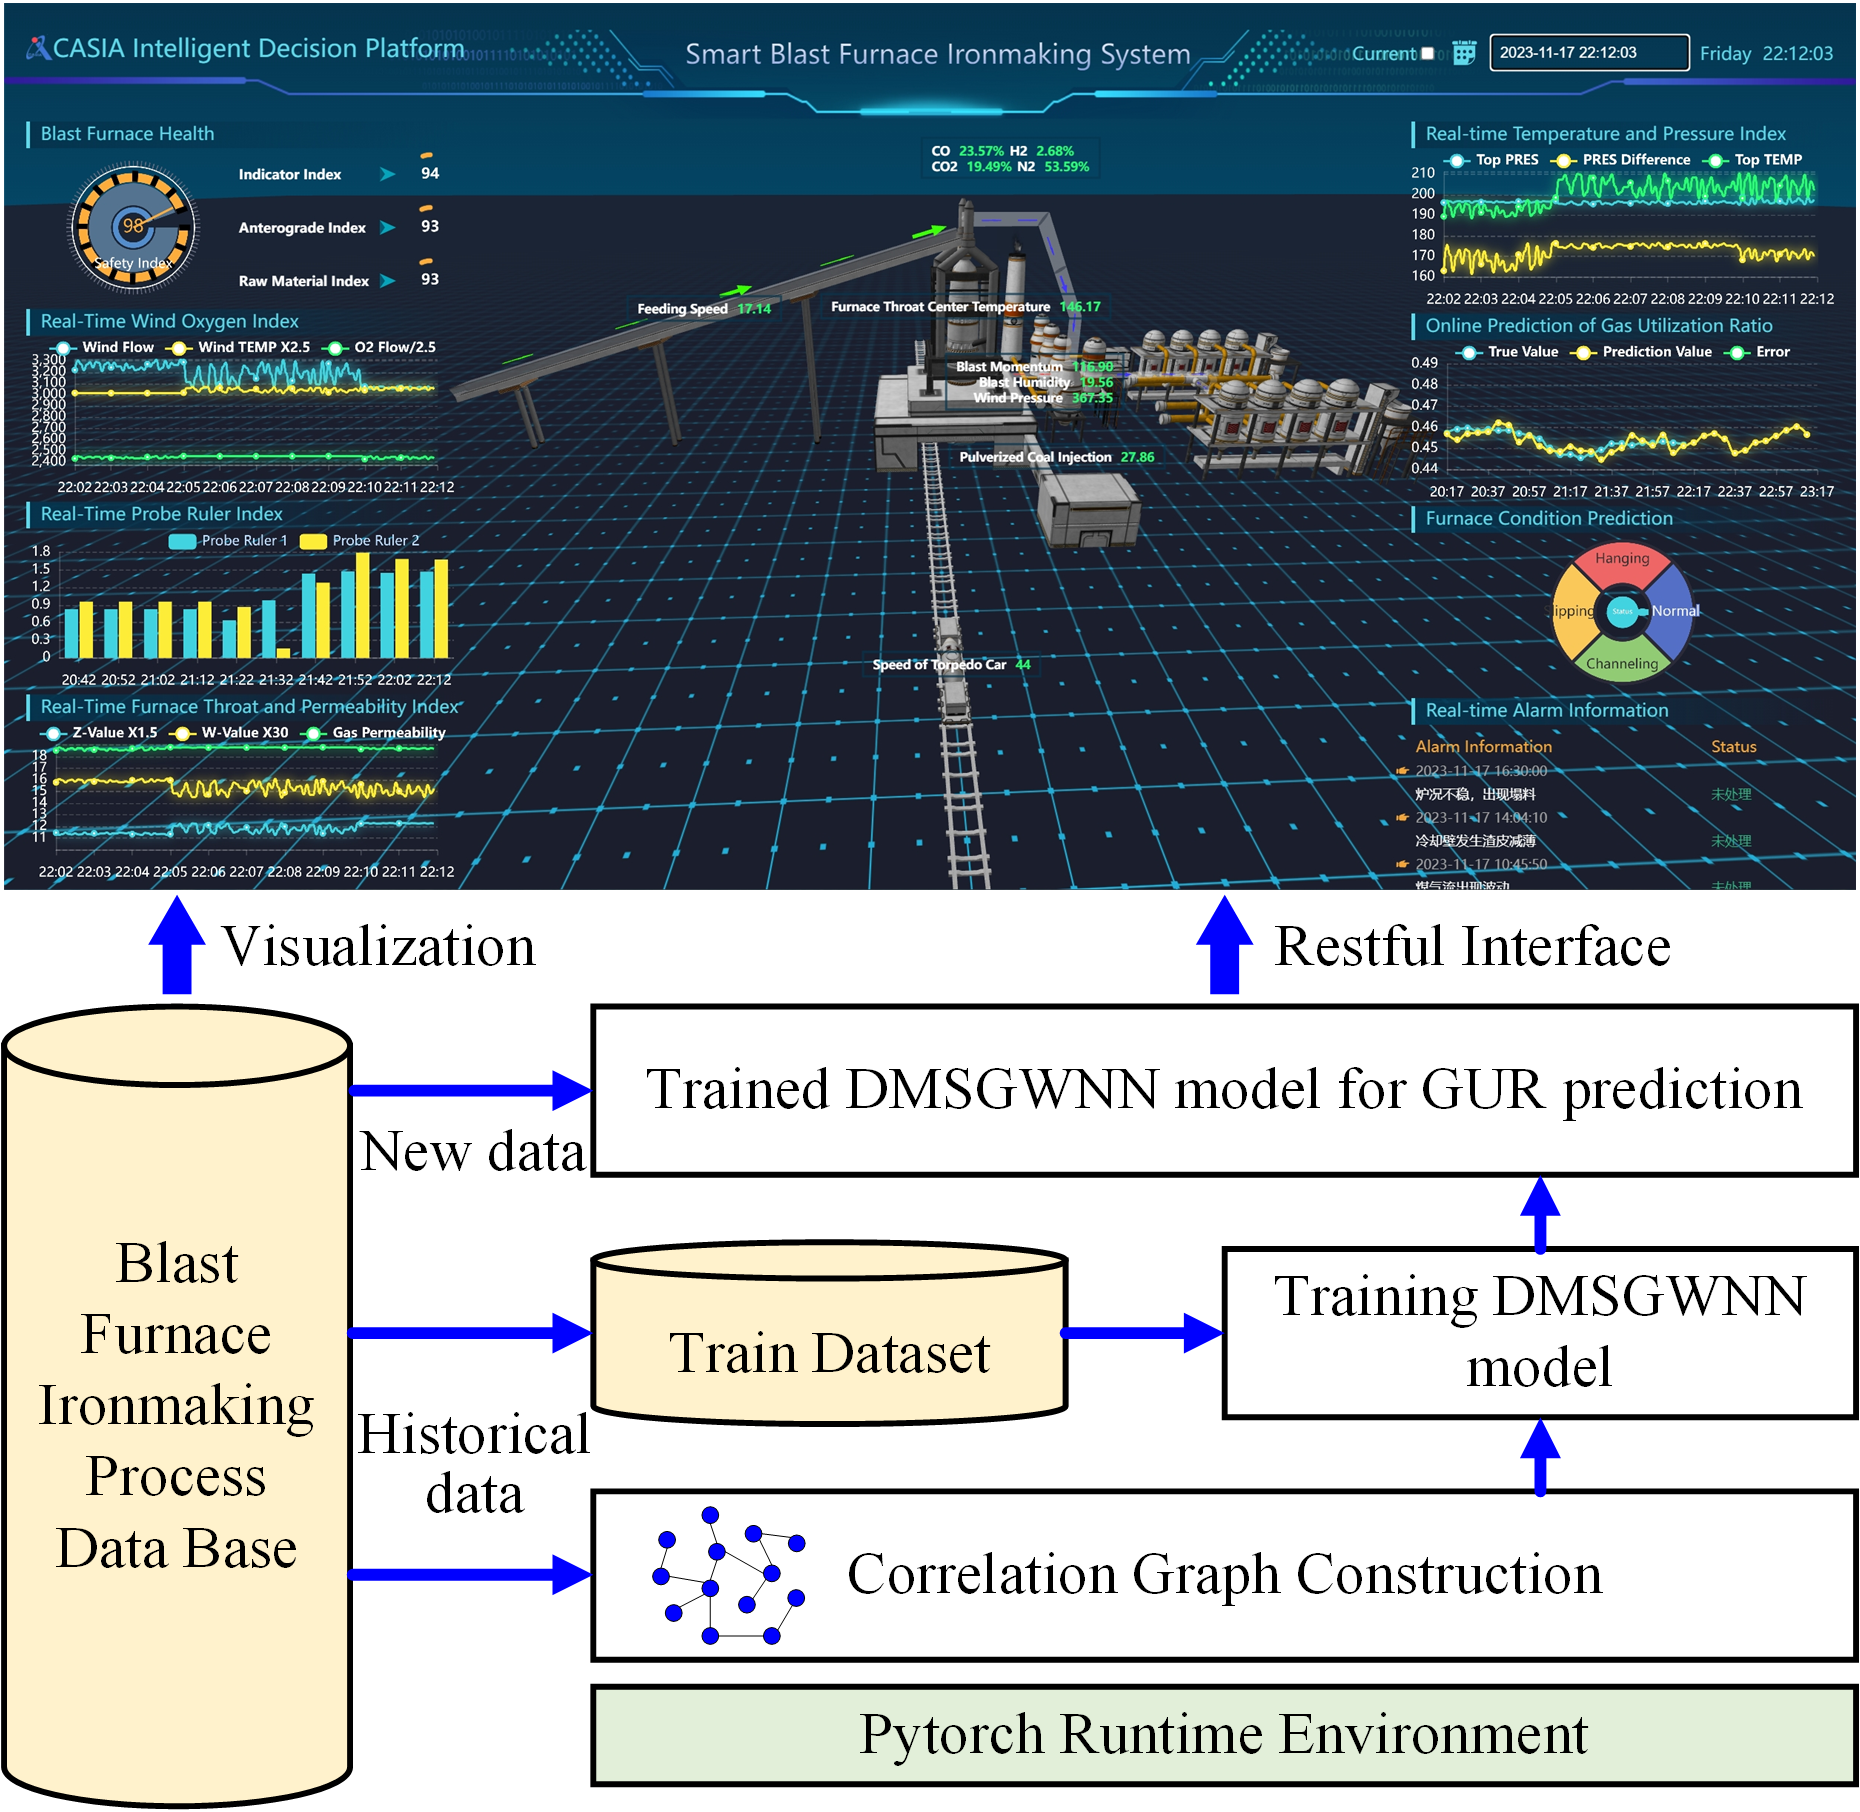 CASIA Intelligent Decision Platform
Smart Blast Furnace Ironmaking System
Current
2023-11-17 22:12:03
Friday 22:12:03
Blast Furnace Health
98
Safety Index
Indicator Index 94
Anterograde Index 93
Raw Material Index 93
Real-Time Wind Oxygen Index
Wind Flow Wind TEMP X2.5 O2 Flow/2.5
3,300
3,200
3,100
3,000
2,900
2,800
2,700
2,600
2,500
2,400
22:02 22:03 22:04 22:05 22:06 22:07 22:08 22:09 22:10 22:11 22:12
Real-Time Probe Ruler Index
Probe Ruler 1 Probe Ruler 2
1.8
1.5
1.2
0.9
0.6
0.3
0
20:42 20:52 21:02 21:12 21:22 21:32 21:42 21:52 22:02 22:12
Real-Time Furnace Throat and Permeability Index
Z-Value X1.5 W-Value X30 Gas Permeability
18
17
16
15
14
13
12
11
22:02 22:03 22:04 22:05 22:06 22:07 22:08 22:09 22:10 22:11 22:12
CO 23.57% H2 2.68%
CO2 19.49% N2 53.59%
Feeding Speed 17.14
Furnace Throat Center Temperature 146.17
Blast Momentum 116.90
Blast Humidity 19.56
Wind Pressure 367.35
Pulverized Coal Injection 27.86
Speed of Torpedo Car 44
Real-time Temperature and Pressure Index
Top PRES PRES Difference Top TEMP
210
200
190
180
170
160
22:02 22:03 22:04 22:05 22:06 22:07 22:08 22:09 22:10 22:11 22:12
Online Prediction of Gas Utilization Ratio
True Value Prediction Value Error
0.49
0.48
0.47
0.46
0.45
0.44
20:17 20:37 20:57 21:17 21:37 21:57 22:17 22:37 22:57 23:17
Furnace Condition Prediction
Hanging
lipping
Status
Normal
Channeling
Real-time Alarm Information
Alarm Information Status
2023-11-17 16:30:00
炉况不稳，出现塌料 未处理
2023-11-17 14:04:10
冷却壁发生渣皮减薄 未处理
2023-11-17 10:45:50
煤气流出现波动 未处理
Visualization
Restful Interface
Blast
Furnace
Ironmaking
Process
Data Base
New data
Trained DMSGWNN model for GUR prediction
Historical
data
Train Dataset
Training DMSGWNN
model
Correlation Graph Construction
Pytorch Runtime Environment